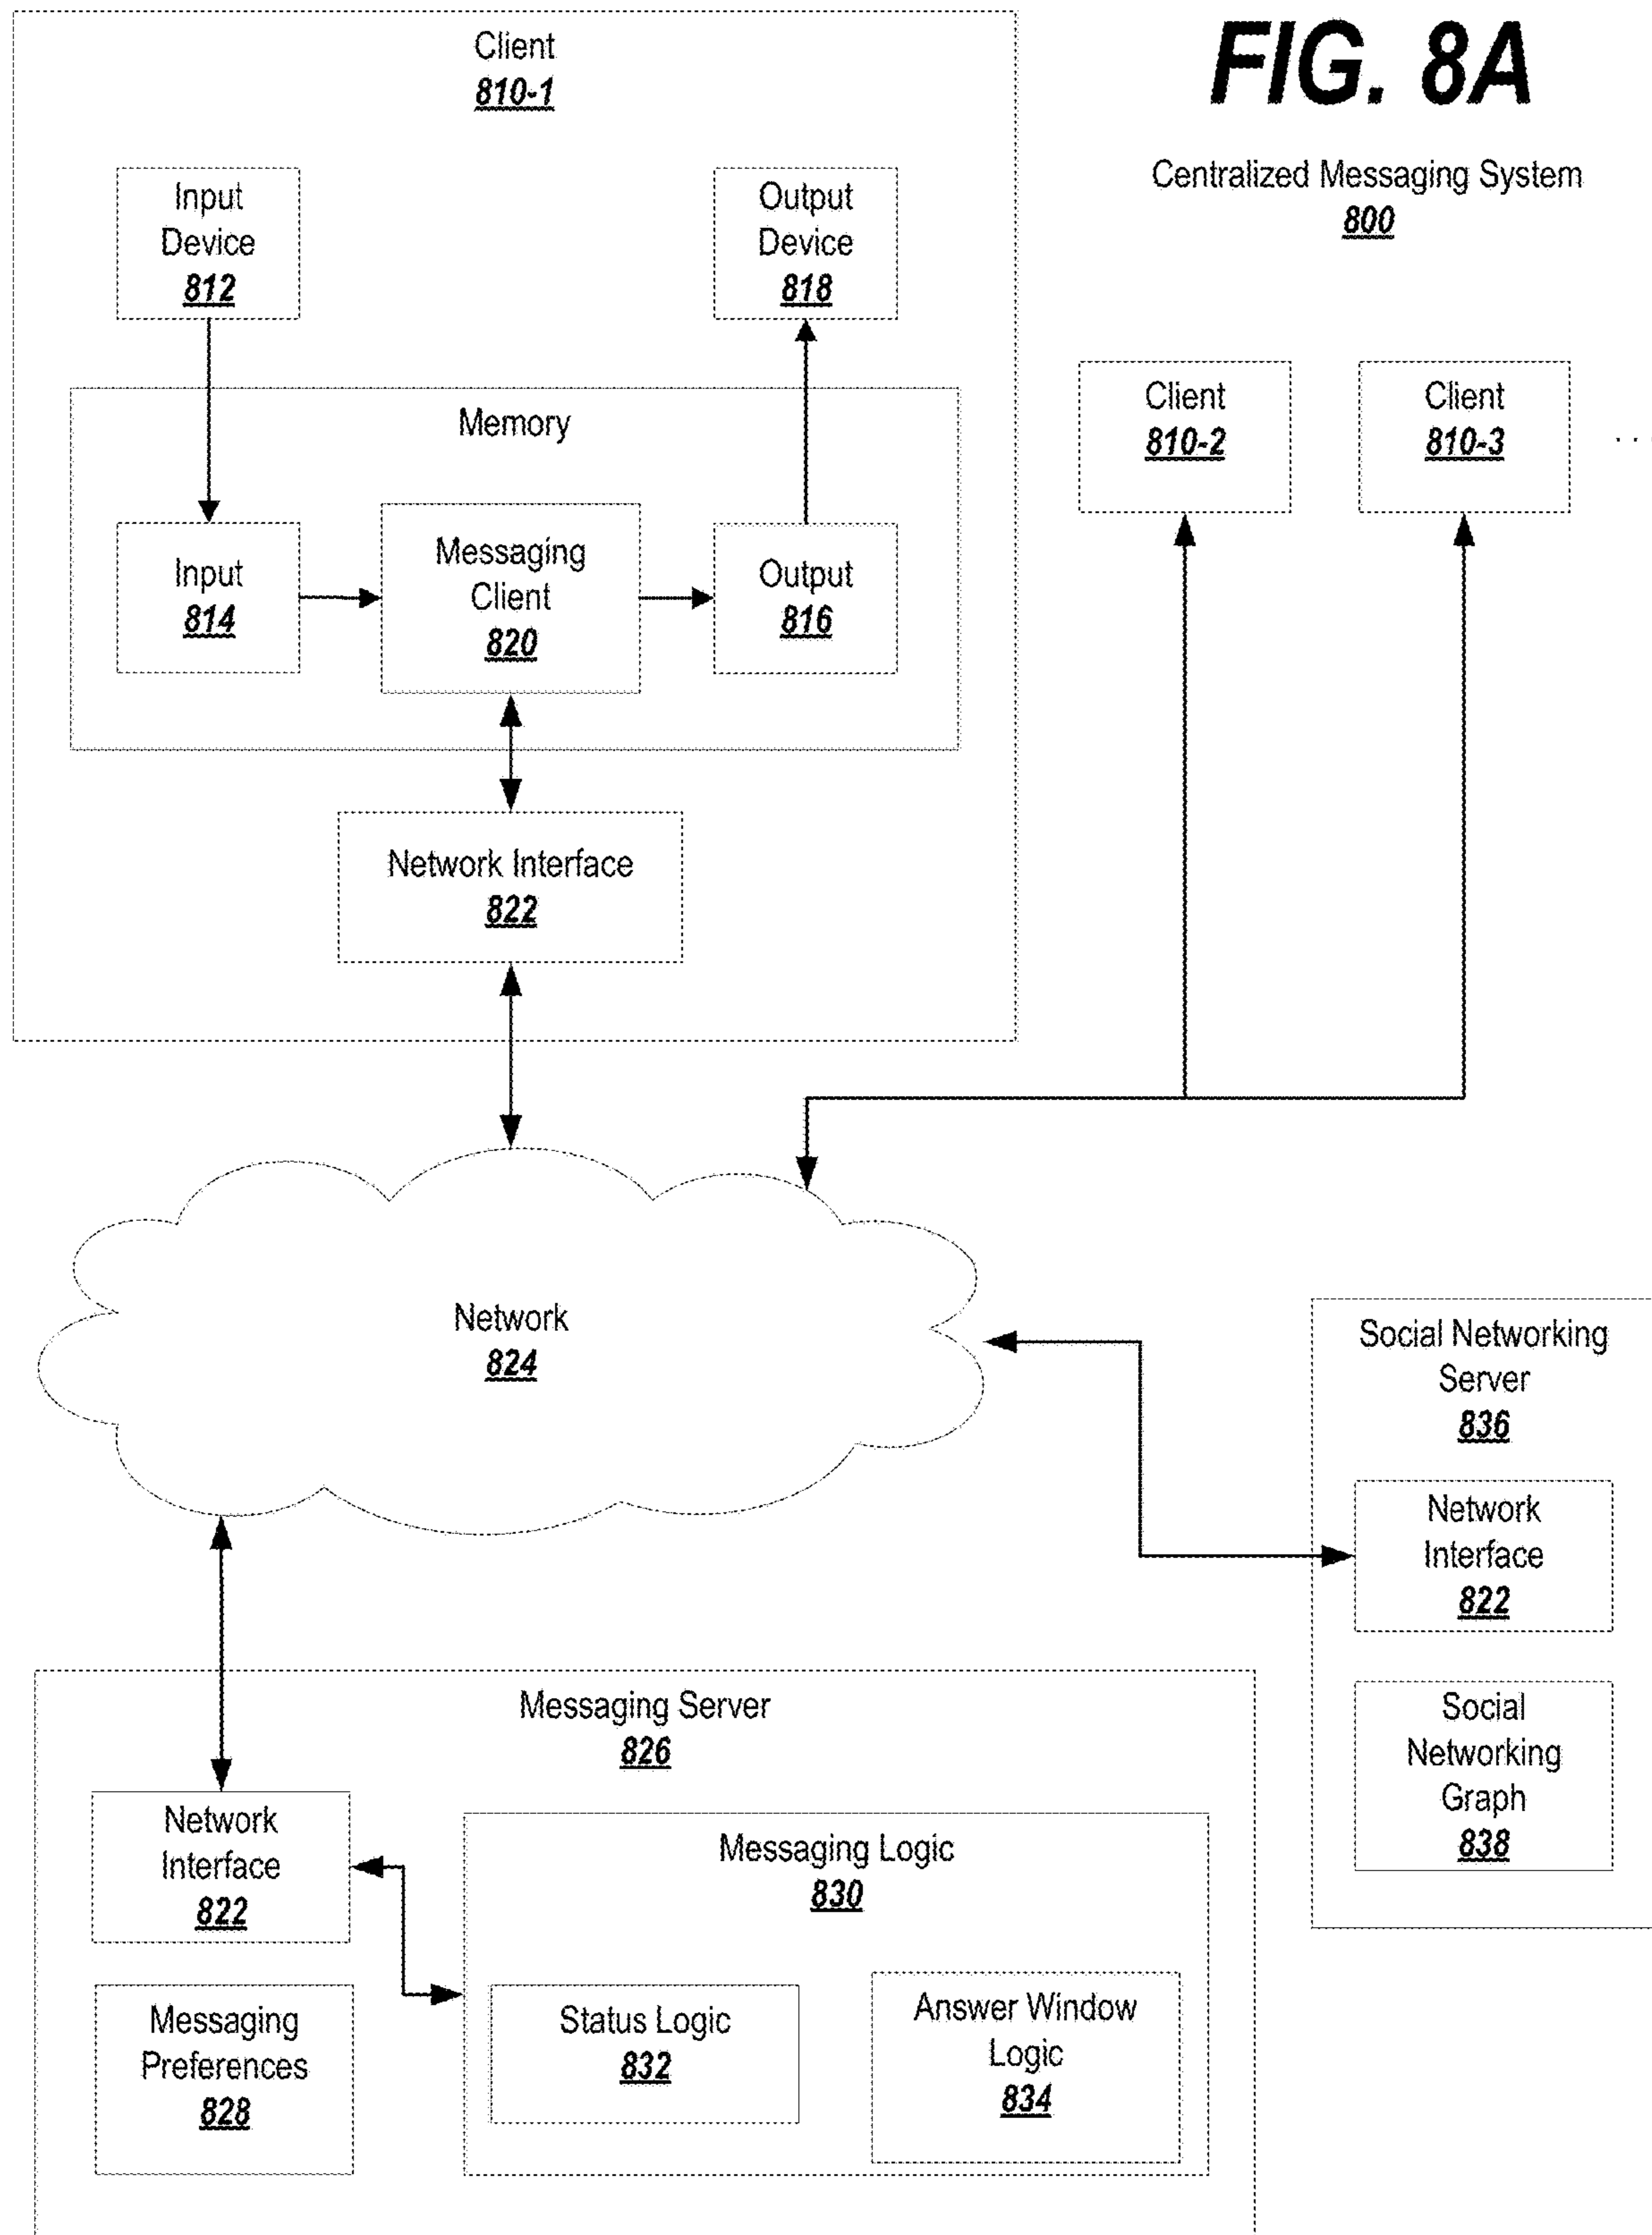 FIG. 8A
Centralized Messaging System
800
Client
810-1
Input
Device
812
Output
Device
818
Memory
Input
814
Messaging
Client
820
Output
816
Network Interface
822
Client
810-2
Client
810-3
. . .
Network
824
Social Networking
Server
836
Network
Interface
822
Social
Networking
Graph
838
Messaging Server
826
Network
Interface
822
Messaging
Preferences
828
Messaging Logic
830
Status Logic
832
Answer Window
Logic
834